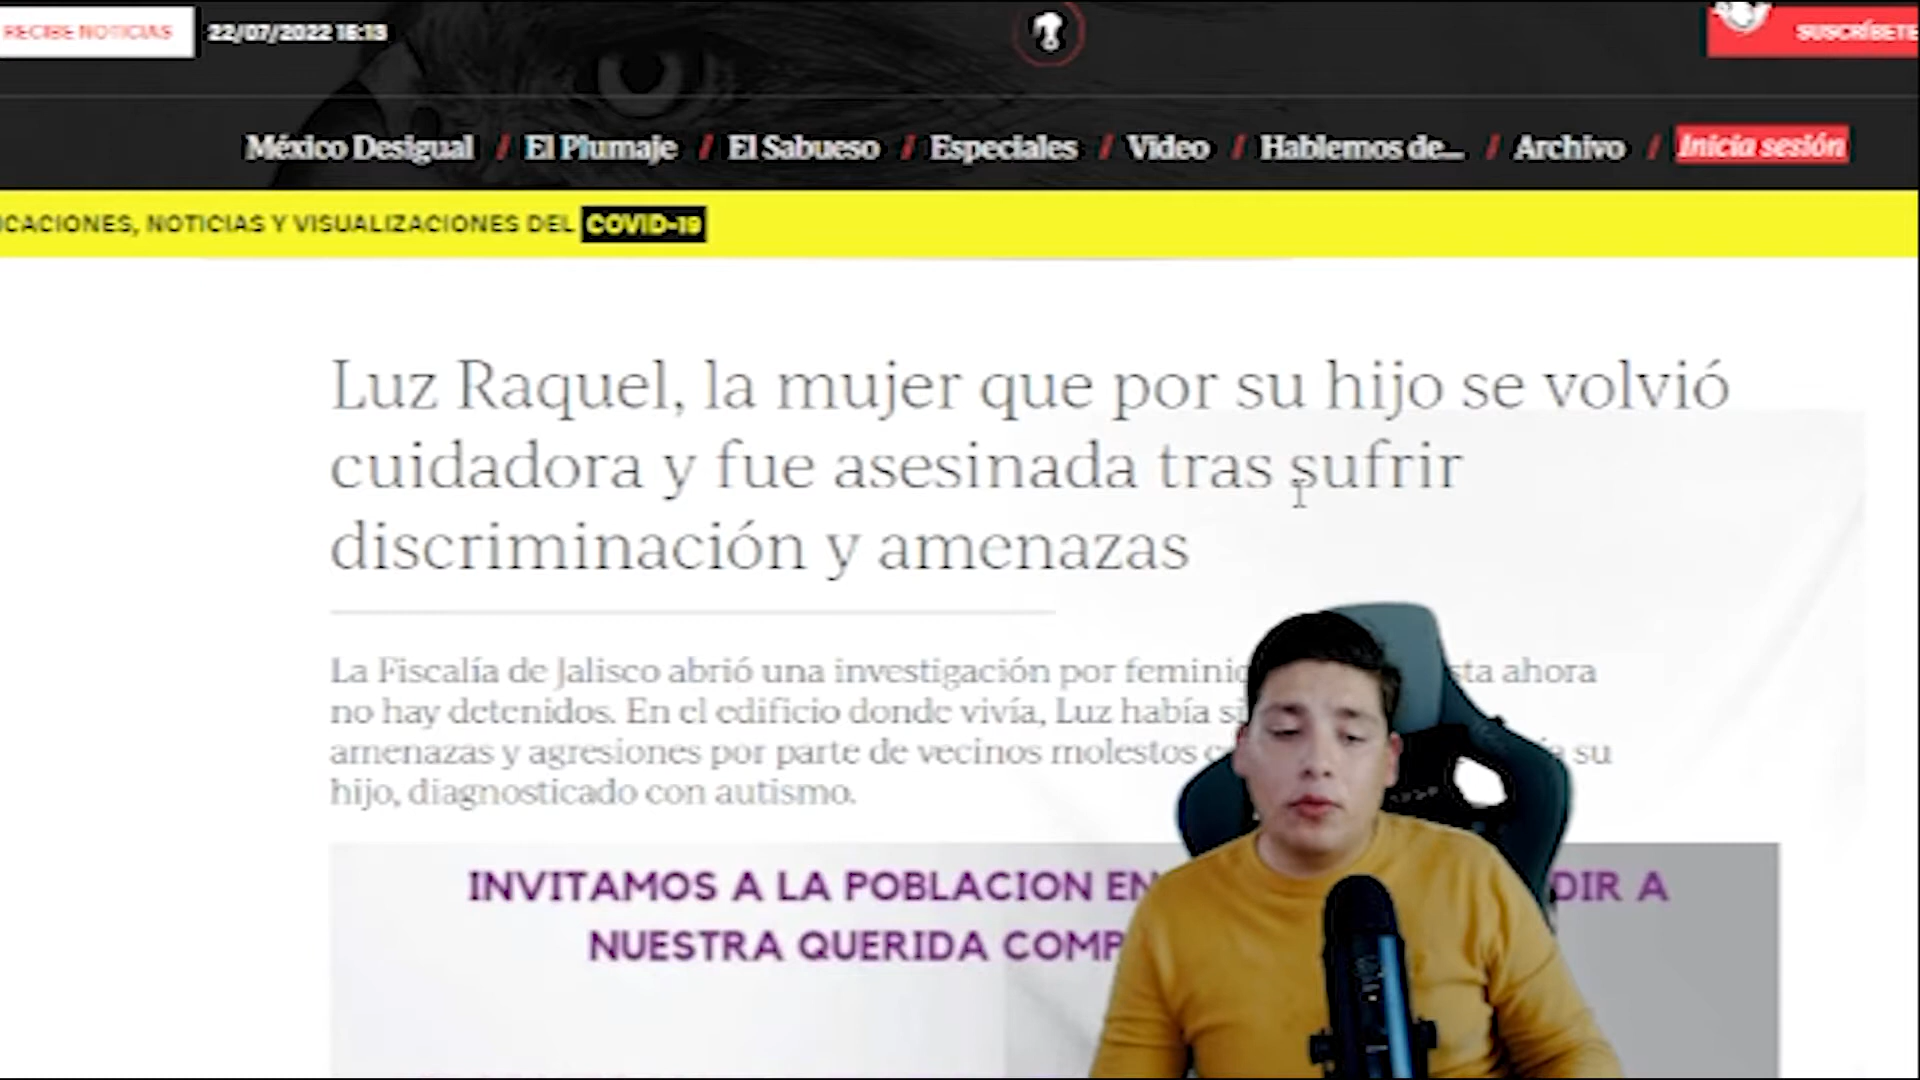 RECIBE NOTICIAS 22/07/2022 16:13 SUSCRÍBETE
México Desigual / El Plumaje / El Sabueso / Especiales / Video / Hablemos de... / Archivo / Inicia sesión
CACIONES, NOTICIAS Y VISUALIZACIONES DEL COVID-19
Luz Raquel, la mujer que por su hijo se volvió
cuidadora y fue asesinada tras sufrir
discriminación y amenazas
La Fiscalía de Jalisco abrió una investigación por feminic sta ahora
no hay detenidos. En el edificio donde vivía, Luz había si
amenazas y agresiones por parte de vecinos molestos c a su
hijo, diagnosticado con autismo.
INVITAMOS A LA POBLACION EN DIR A
NUESTRA QUERIDA COMP